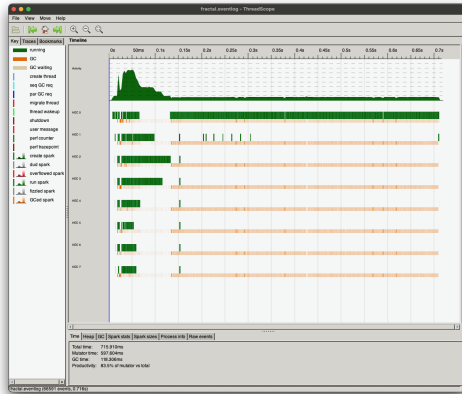 fractal.eventlog - ThreadScope
File View Move Help
Key Traces Bookmarks
running
GC
GC waiting
create thread
seq GC req
par GC req
migrate thread
thread wakeup
shutdown
user message
perf counter
perf tracepoint
create spark
dud spark
overflowed spark
run spark
fizzled spark
GCed spark
Timeline
0s 50ms 0.1s 0.15s 0.2s 0.25s 0.3s 0.35s 0.4s 0.45s 0.5s 0.55s 0.6s 0.65s 0.7s
Activity
HEC 0
HEC 1
HEC 2
HEC 3
HEC 4
HEC 5
HEC 6
HEC 7
Time Heap GC Spark stats Spark sizes Process info Raw events
Total time: 715.910ms
Mutator time: 597.604ms
GC time: 118.306ms
Productivity: 83.5% of mutator vs total
fractal.eventlog (66591 events, 0.716s)